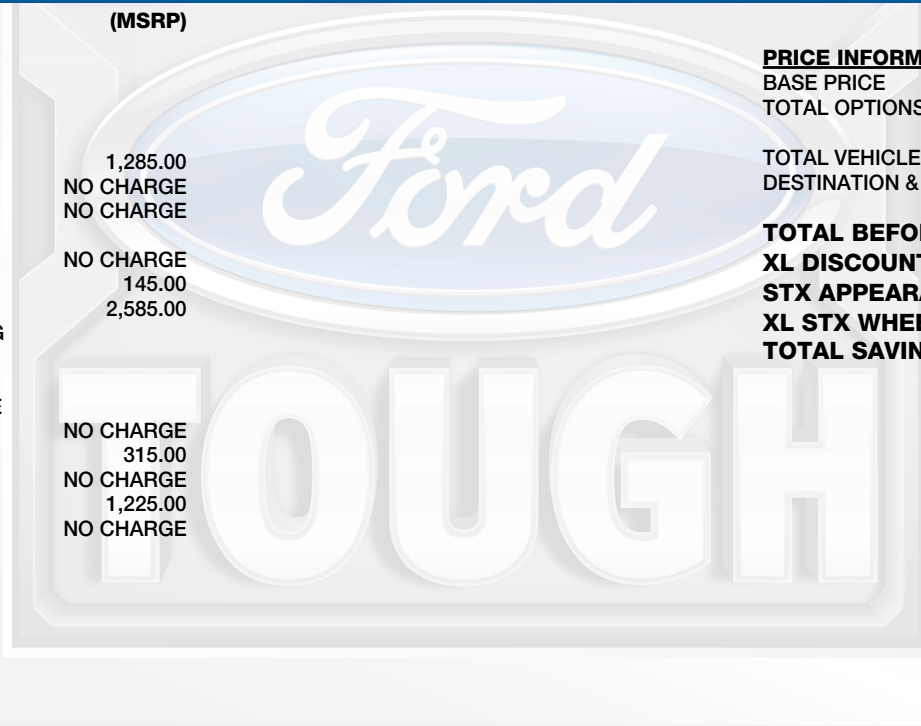 (MSRP)
1,285.00
NO CHARGE
NO CHARGE
NO CHARGE
145.00
2,585.00
NO CHARGE
315.00
NO CHARGE
1,225.00
NO CHARGE
PRICE INFORM
BASE PRICE
TOTAL OPTIONS
TOTAL VEHICLE
DESTINATION &
TOTAL BEFO
XL DISCOUNT
STX APPEARA
XL STX WHEE
TOTAL SAVIN
Ford
TOUGH